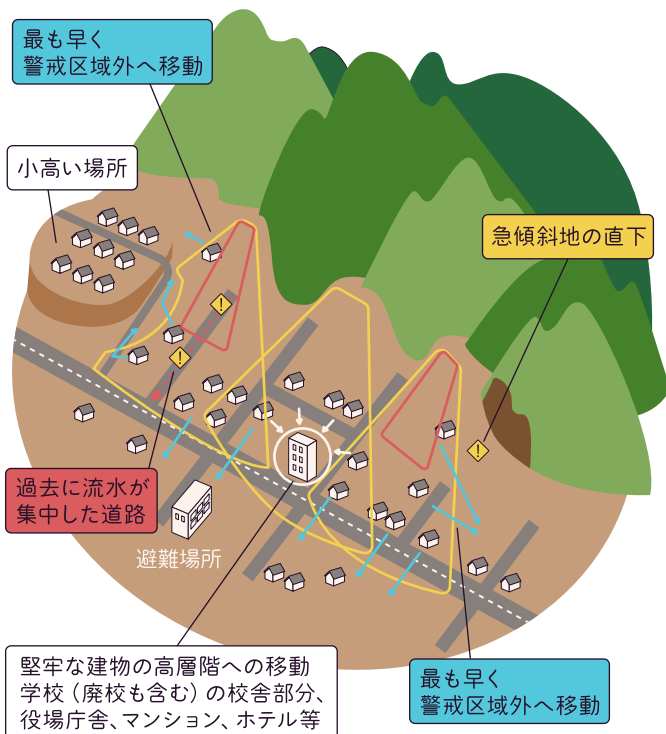 最も早く
警戒区域外へ移動
小高い場所
急傾斜地の直下
!
!
!
過去に流水が
集中した道路
避難場所
堅牢な建物の高層階への移動
学校（廃校も含む）の校舎部分、
役場庁舎、マンション、ホテル等
最も早く
警戒区域外へ移動